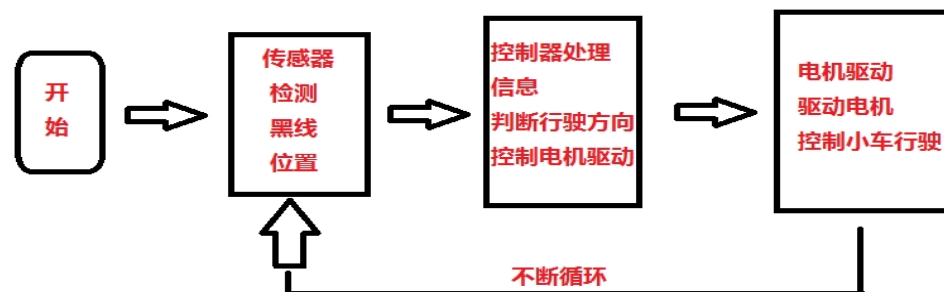 开
始
传感器
检测
黑线
位置
控制器处理
信息
判断行驶方向
控制电机驱动
电机驱动
驱动电机
控制小车行驶
不断循环